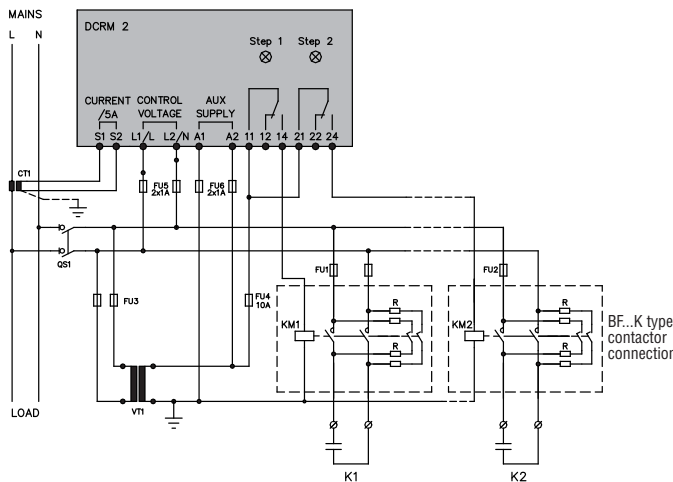 MAINS
L N
DCRM 2
Step 1 Step 2
CURRENT CONTROL AUX
/5A VOLTAGE SUPPLY
S1 S2 L1/L L2/N A1 A2 11 12 14 21 22 24
CT1
FU5
2x1A
FU6
2x1A
QS1
FU1
FU2
FU3
FU4
10A
KM1
R
R
KM2
R
R
BF...K type
contactor
connection
LOAD
VT1
K1
K2